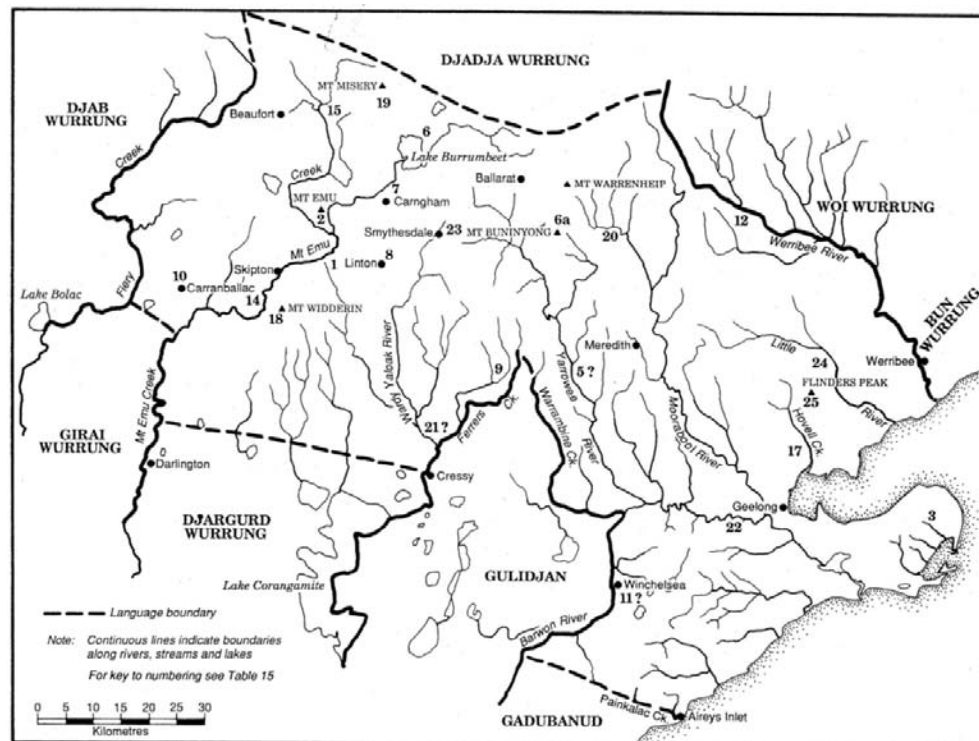 DJADJA WURRUNG
DJAB
WURRUNG
MT MISERY
19
Beaufort
15
Creek
6
Lake Burrumbeet
Creek
7
Carngham
Ballarat
MT WARRENHEIP
MT EMU
2
Mt Emu
Smythesdale
23
MT BUNINYONG
6a
20
12
WOI WURRUNG
Werribee River
Fiery
Lake Bolac
10
Carranballac
Skipton
1
Linton
8
14
18
MT WIDDERIN
BUN
WURRUNG
Werribee
Meredith
Little
24
River
FLINDERS PEAK
25
Hovell Ck.
17
Woady Yaloak River
9
Ferrers
21?
Warrambine Ck.
Yarrowee
5 ?
River
Moorabool River
Mt Emu Creek
GIRAI
WURRUNG
Darlington
Cressy
DJARGURD
WURRUNG
Geelong
22
3
Lake Corangamite
GULIDJAN
Winchelsea
11 ?
Barwon River
Language boundary
Note: Continuous lines indicate boundaries
along rivers, streams and lakes
For key to numbering see Table 15
0 5 10 15 20 25 30
Kilometres
GADUBANUD
Painkalac Ck
Aireys Inlet